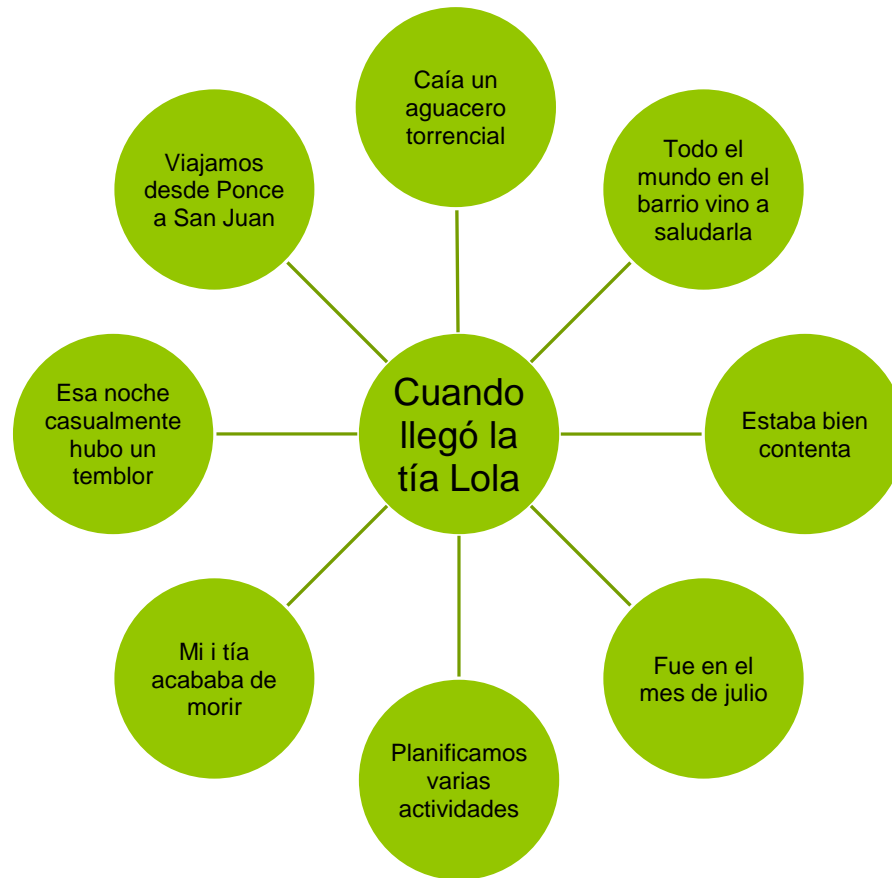 Caía un
aguacero
torrencial
Todo el
mundo en el
barrio vino a
saludarla
Estaba bien
contenta
Fue en el
mes de julio
Planificamos
varias
actividades
Mi i tía
acababa de
morir
Esa noche
casualmente
hubo un
temblor
Viajamos
desde Ponce
a San Juan
Cuando
llegó la
tía Lola